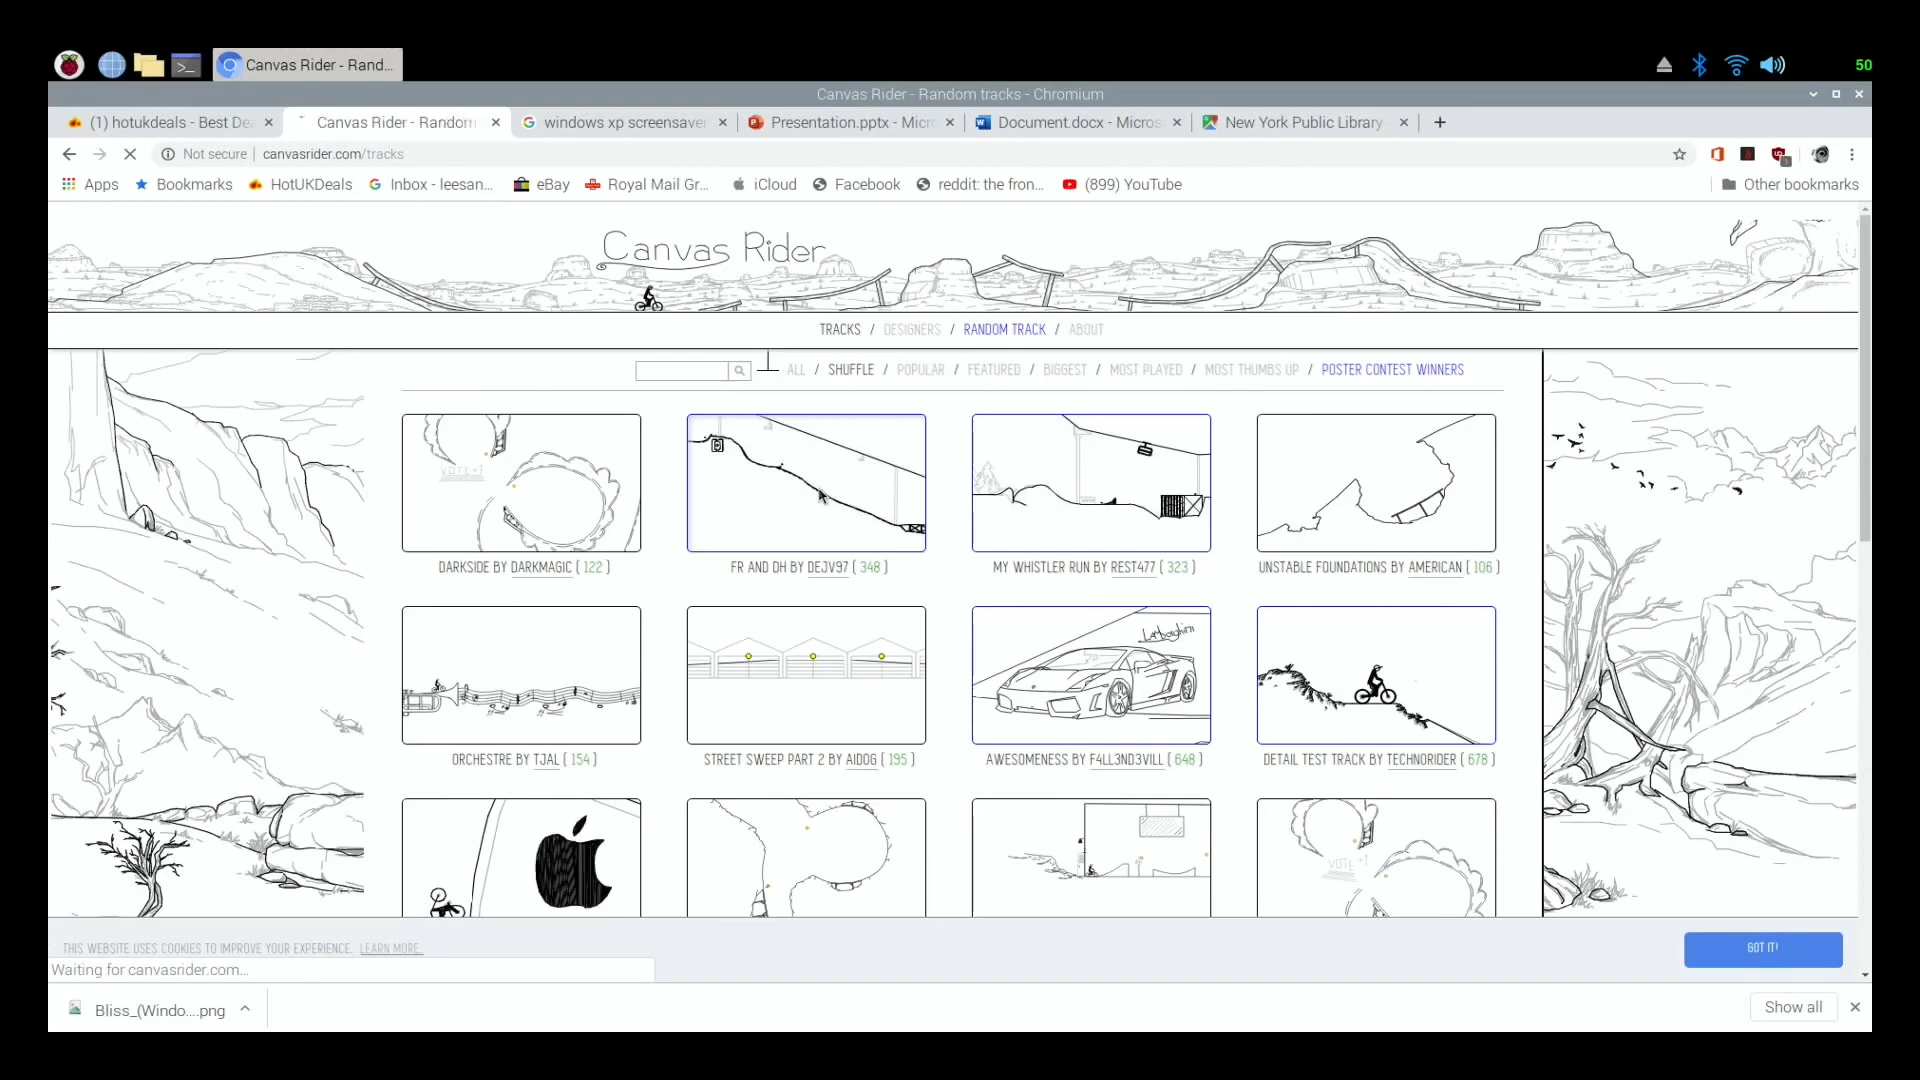 Canvas Rider - Rand...
50
Canvas Rider - Random tracks - Chromium
(1) hotukdeals - Best De
Canvas Rider - Random
windows xp screensaver
Presentation.pptx - Micr
Document.docx - Micros
New York Public Library
Not secure | canvasrider.com/tracks
Apps
Bookmarks
HotUKDeals
Inbox - leesan...
eBay
Royal Mail Gr...
iCloud
Facebook
reddit: the fron...
(899) YouTube
Other bookmarks
Canvas Rider
TRACKS / DESIGNERS / RANDOM TRACK / ABOUT
ALL / SHUFFLE / POPULAR / FEATURED / BIGGEST / MOST PLAYED / MOST THUMBS UP / POSTER CONTEST WINNERS
VOTE +1
DARKSIDE BY DARKMAGIC ( 122 )
FR AND DH BY DEJV97 ( 348 )
MY WHISTLER RUN BY REST477 ( 323 )
UNSTABLE FOUNDATIONS BY AMERICAN ( 106 )
Lamborghini
ORCHESTRE BY TJAL ( 154 )
STREET SWEEP PART 2 BY AIDOG ( 195 )
AWESOMENESS BY F4LL3ND3VILL ( 648 )
DETAIL TEST TRACK BY TECHNORIDER ( 678 )
VOTE +1
THIS WEBSITE USES COOKIES TO IMPROVE YOUR EXPERIENCE. LEARN MORE.
GOT IT!
Waiting for canvasrider.com...
Bliss_(Windo....png
Show all